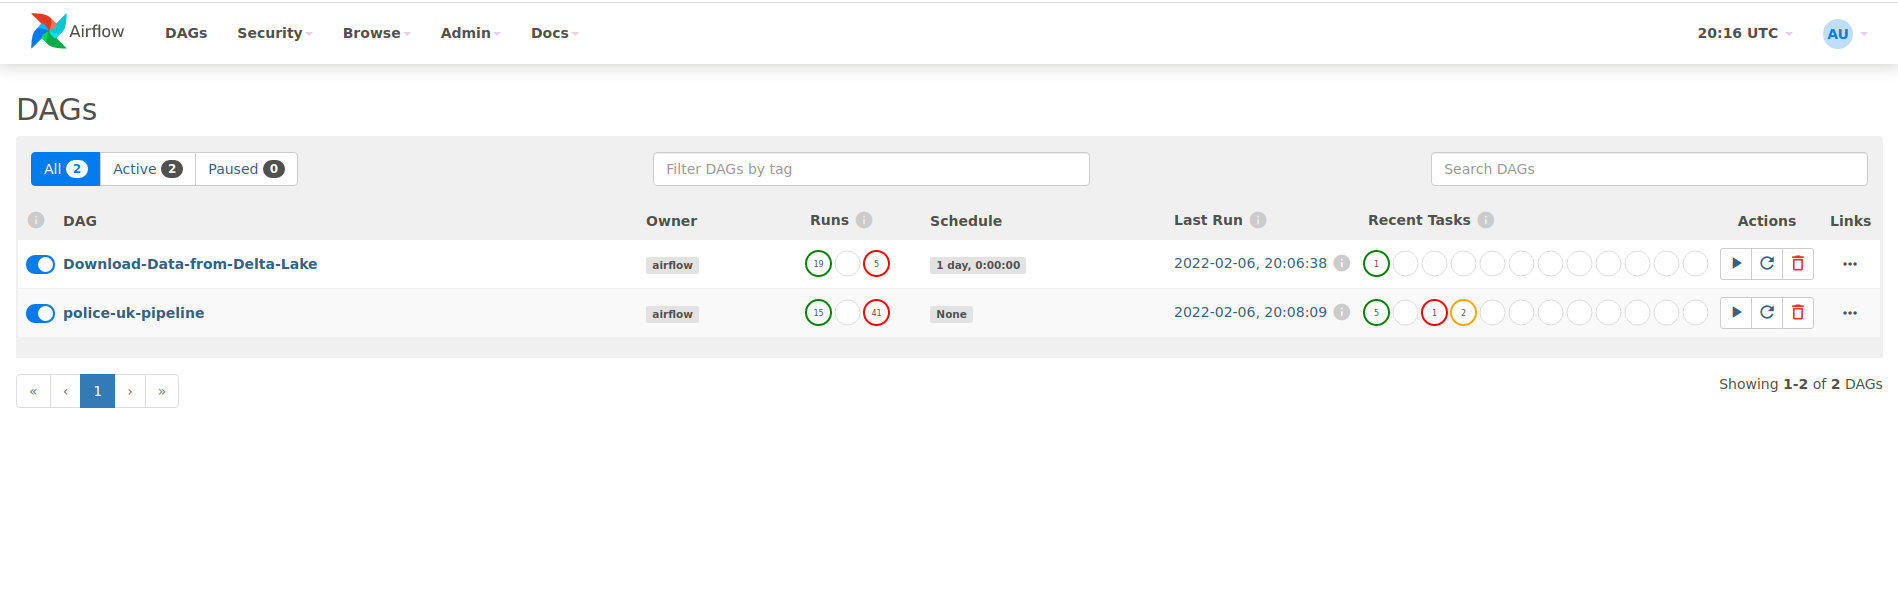 Airflow DAGs Security Browse Admin Docs 20:16 UTC AU
DAGs
All 2 Active 2 Paused 0 Filter DAGs by tag Search DAGs
i DAG Owner Runs i Schedule Last Run i Recent Tasks i Actions Links
Download-Data-from-Delta-Lake airflow 19 5 1 day, 0:00:00 2022-02-06, 20:06:38 i 1 ...
police-uk-pipeline airflow 15 41 None 2022-02-06, 20:08:09 i 5 1 2 ...
« ‹ 1 › » Showing 1-2 of 2 DAGs